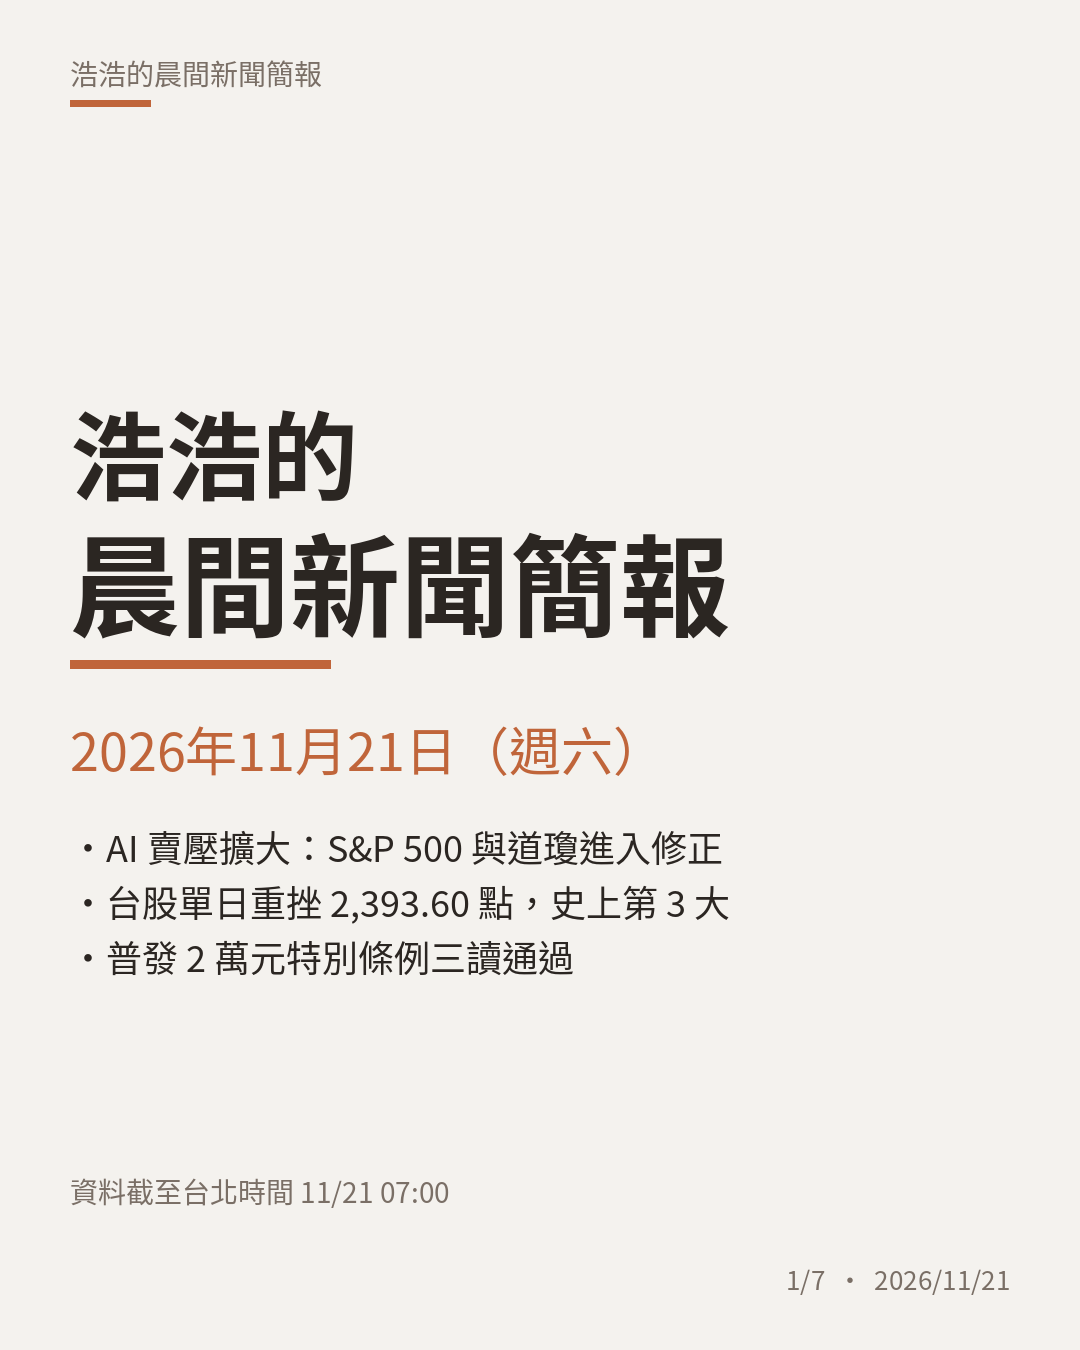 浩浩的晨間新聞簡報
浩浩的
晨間新聞簡報
2026年11月21日（週六）
・AI 賣壓擴大：S&P 500 與道瓊進入修正
・台股單日重挫 2,393.60 點，史上第 3 大
・普發 2 萬元特別條例三讀通過
資料截至台北時間 11/21 07:00
1/7 ・ 2026/11/21